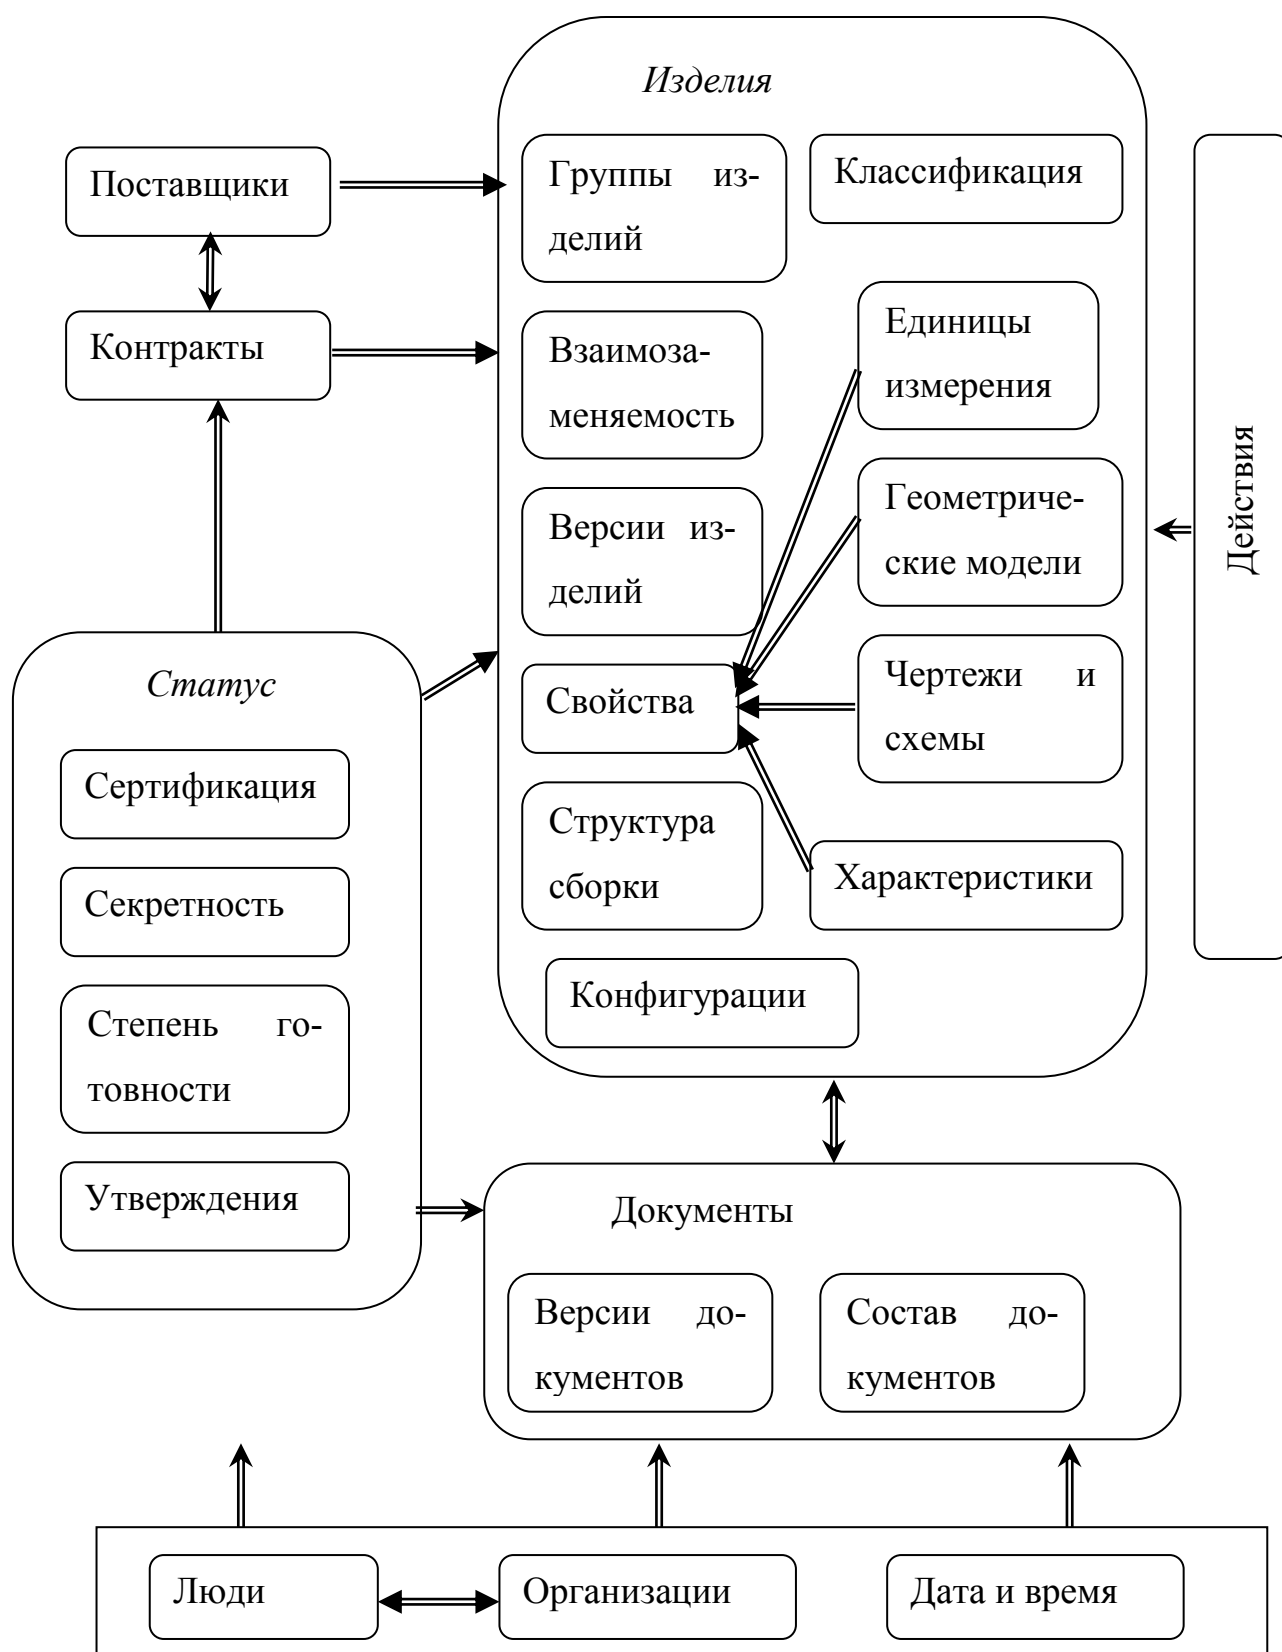 Изделия
Поставщики
Группы из-
делий
Классификация
Контракты
Взаимоза-
меняемость
Единицы
измерения
Версии из-
делий
Геометриче-
ские модели
Действия
Статус
Свойства
Чертежи и
схемы
Сертификация
Структура
сборки
Характеристики
Секретность
Конфигурации
Степень го-
товности
Утверждения
Документы
Версии до-
кументов
Состав до-
кументов
Люди
Организации
Дата и время